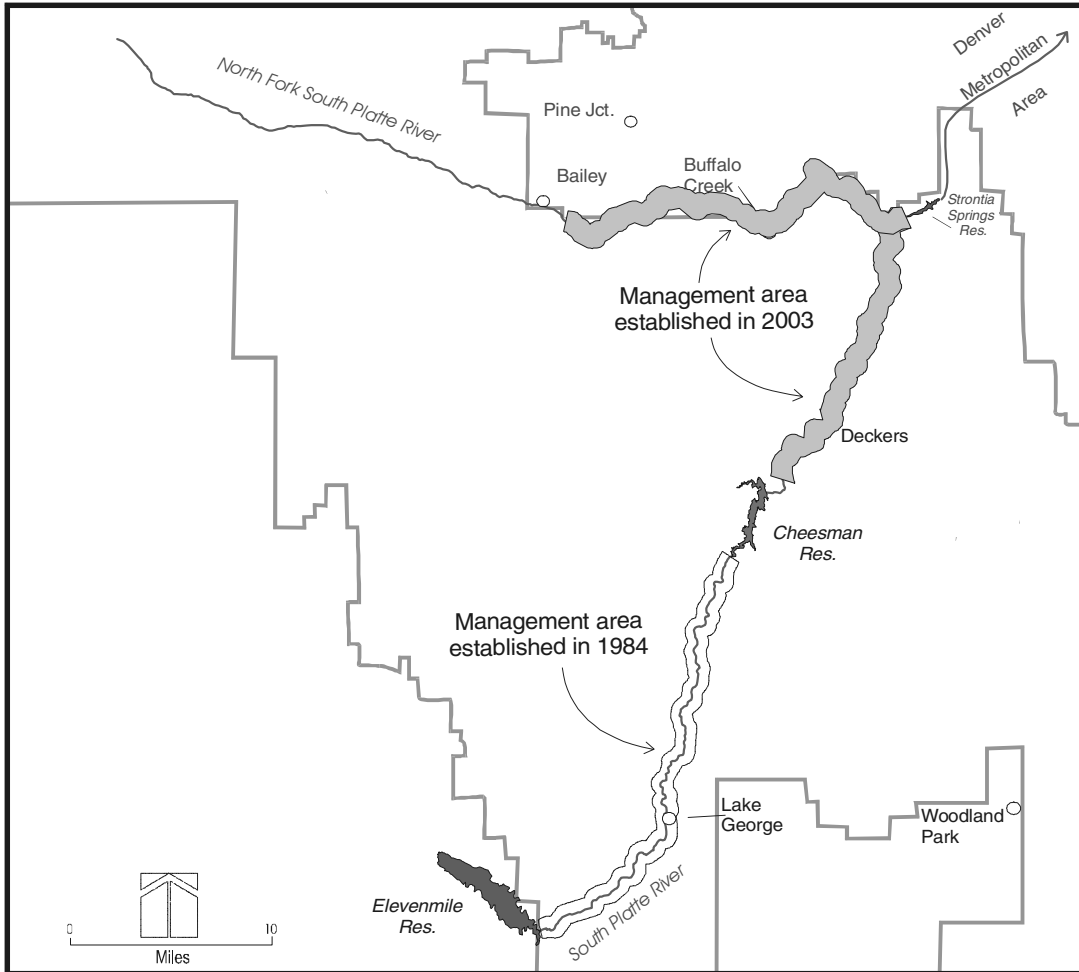 Denver
Metropolitan
Area
North Fork South Platte River
Pine Jct.
Bailey
Buffalo
Creek
Strontia
Springs
Res.
Management area
established in 2003
Deckers
Cheesman
Res.
Management area
established in 1984
Lake
George
Woodland
Park
Elevenmile
Res.
South Platte River
0 10
Miles